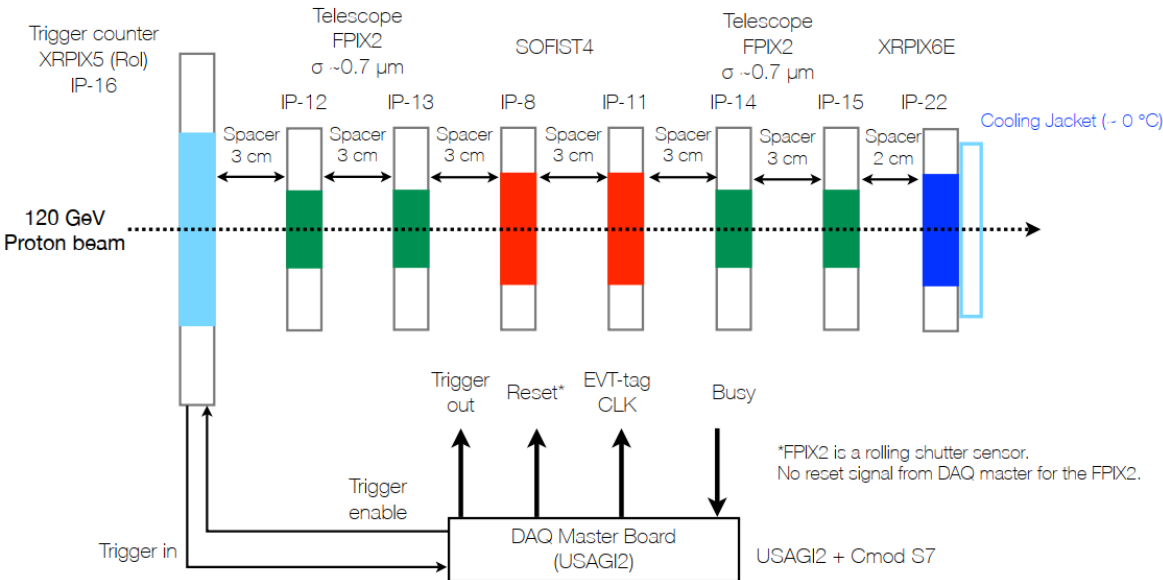 Trigger counter
XRPIX5 (RoI)
IP-16
Telescope
FPIX2
σ ~0.7 μm
SOFIST4
Telescope
FPIX2
σ ~0.7 μm
XRPIX6E
IP-12
IP-13
IP-8
IP-11
IP-14
IP-15
IP-22
Cooling Jacket (~ 0 °C)
Spacer
3 cm
Spacer
3 cm
Spacer
3 cm
Spacer
3 cm
Spacer
3 cm
Spacer
3 cm
Spacer
2 cm
120 GeV
Proton beam
Trigger
out
Reset*
EVT-tag
CLK
Busy
*FPIX2 is a rolling shutter sensor.
No reset signal from DAQ master for the FPIX2.
Trigger
enable
Trigger in
DAQ Master Board
(USAGI2)
USAGI2 + Cmod S7